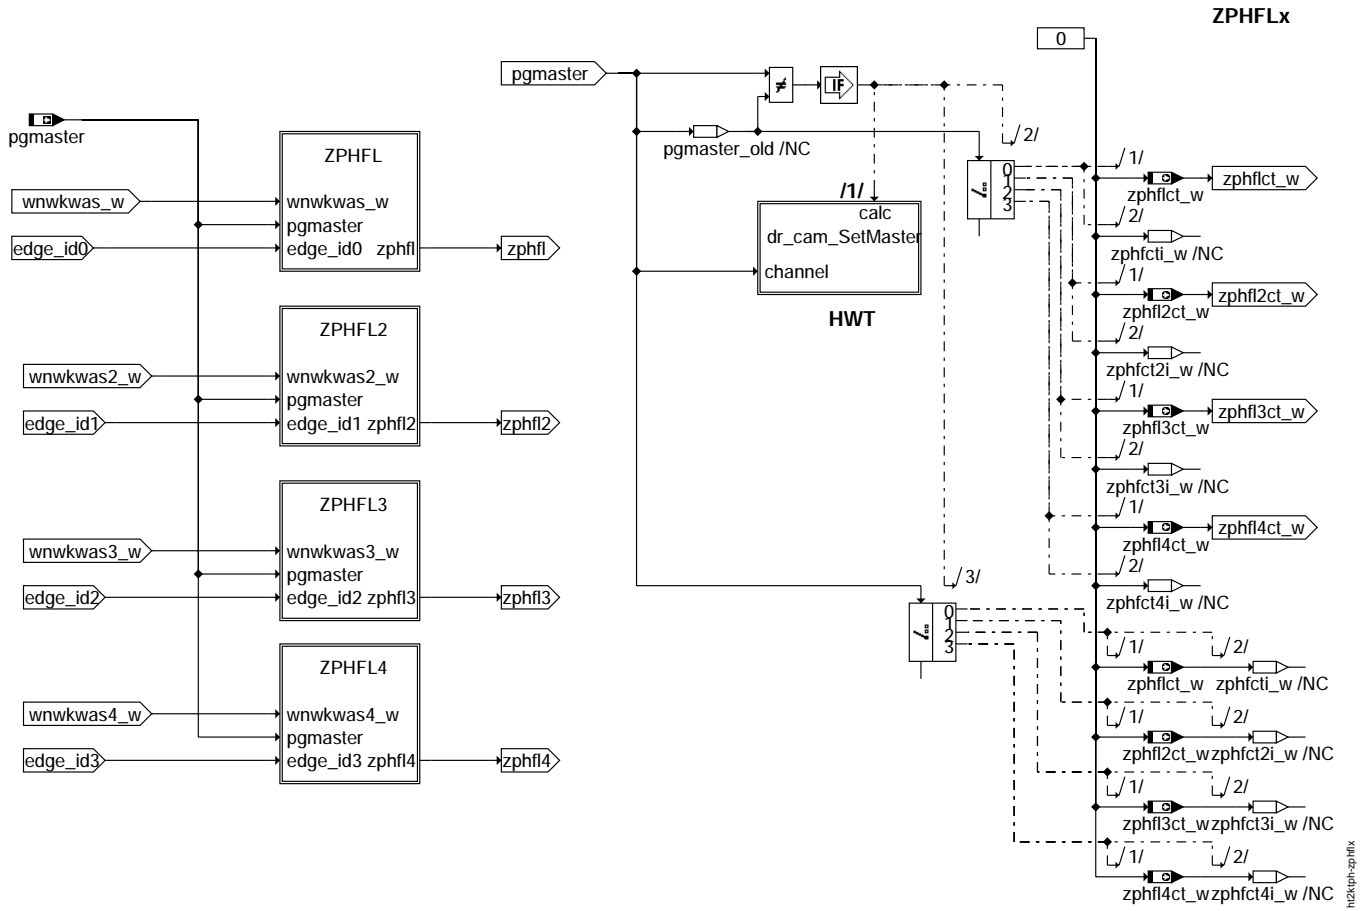 ZPHFLx
0
pgmaster
≠
IF
2/
pgmaster_old /NC
/1/
calc
dr_cam_SetMaster
channel
HWT
pgmaster
ZPHFL
wnwkwas_w
wnwkwas_w
pgmaster
edge_id0
edge_id0
zphfl
zphfl
ZPHFL2
wnwkwas2_w
wnwkwas2_w
pgmaster
edge_id1
edge_id1
zphfl2
zphfl2
ZPHFL3
wnwkwas3_w
wnwkwas3_w
pgmaster
edge_id2
edge_id2
zphfl3
zphfl3
ZPHFL4
wnwkwas4_w
wnwkwas4_w
pgmaster
edge_id3
edge_id3
zphfl4
zphfl4
0
1
2
3
1/
zphflct_w
zphflct_w
2/
zphfcti_w /NC
1/
zphfl2ct_w
zphfl2ct_w
2/
zphfct2i_w /NC
1/
zphfl3ct_w
zphfl3ct_w
2/
zphfct3i_w /NC
1/
zphfl4ct_w
zphfl4ct_w
2/
zphfct4i_w /NC
3/
0
1
2
3
1/
2/
zphflct_w
zphfcti_w /NC
1/
2/
zphfl2ct_w
zphfct2i_w /NC
1/
2/
zphfl3ct_w
zphfct3i_w /NC
1/
2/
zphfl4ct_w
zphfct4i_w /NC
ht2ktph-zphflx